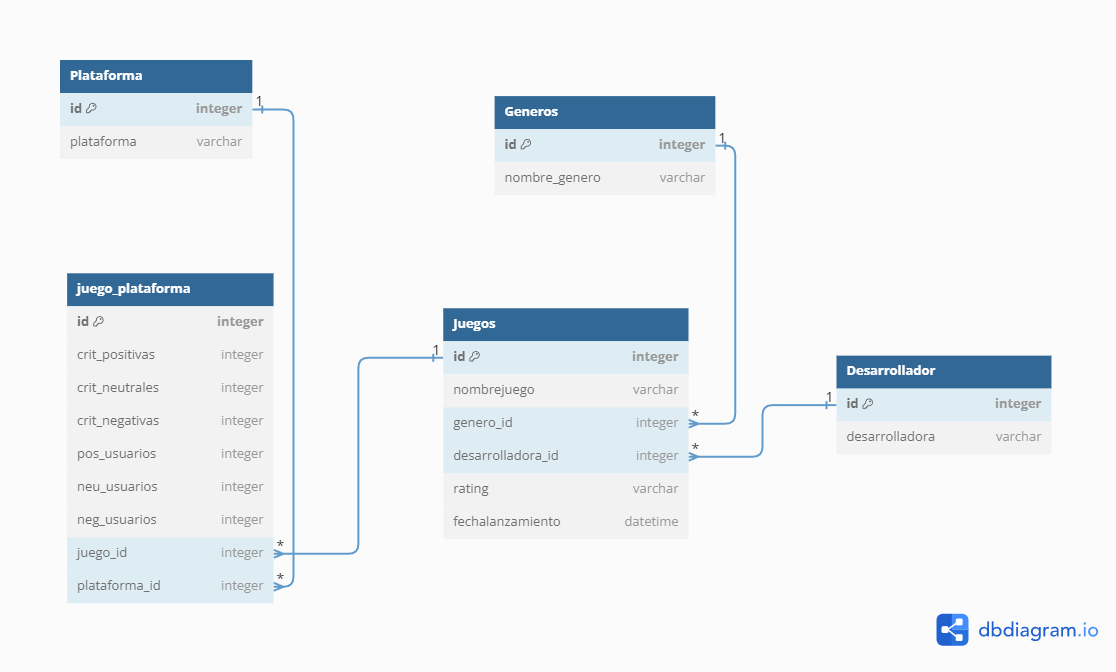 Plataforma
id integer
plataforma varchar
1
Generos
id integer
nombre_genero varchar
1
juego_plataforma
id integer
crit_positivas integer
crit_neutrales integer
crit_negativas integer
pos_usuarios integer
neu_usuarios integer
neg_usuarios integer
juego_id integer
*
plataforma_id integer
*
Juegos
1
id integer
nombrejuego varchar
genero_id integer
*
desarrolladora_id integer
*
rating varchar
fechalanzamiento datetime
Desarrollador
1
id integer
desarrolladora varchar
dbdiagram.io